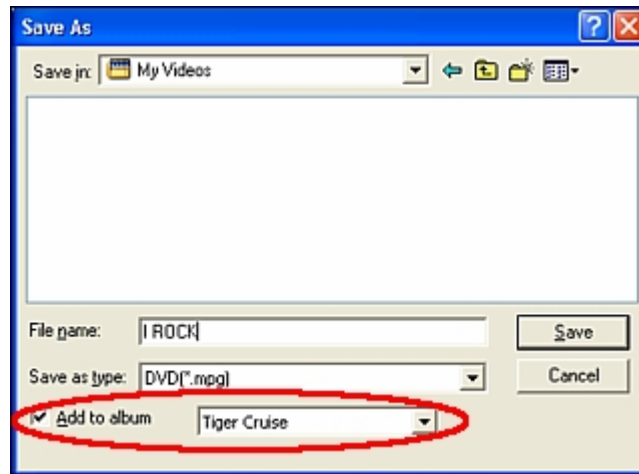 Save As
Save in: My Videos
File name: I ROCK
Save
Save as type: DVD(*.mpg)
Cancel
Add to album Tiger Cruise